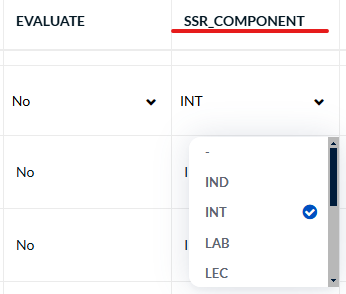 EVALUATE SSR_COMPONENT
No INT
-
No
IND
INT
LAB
No
LEC